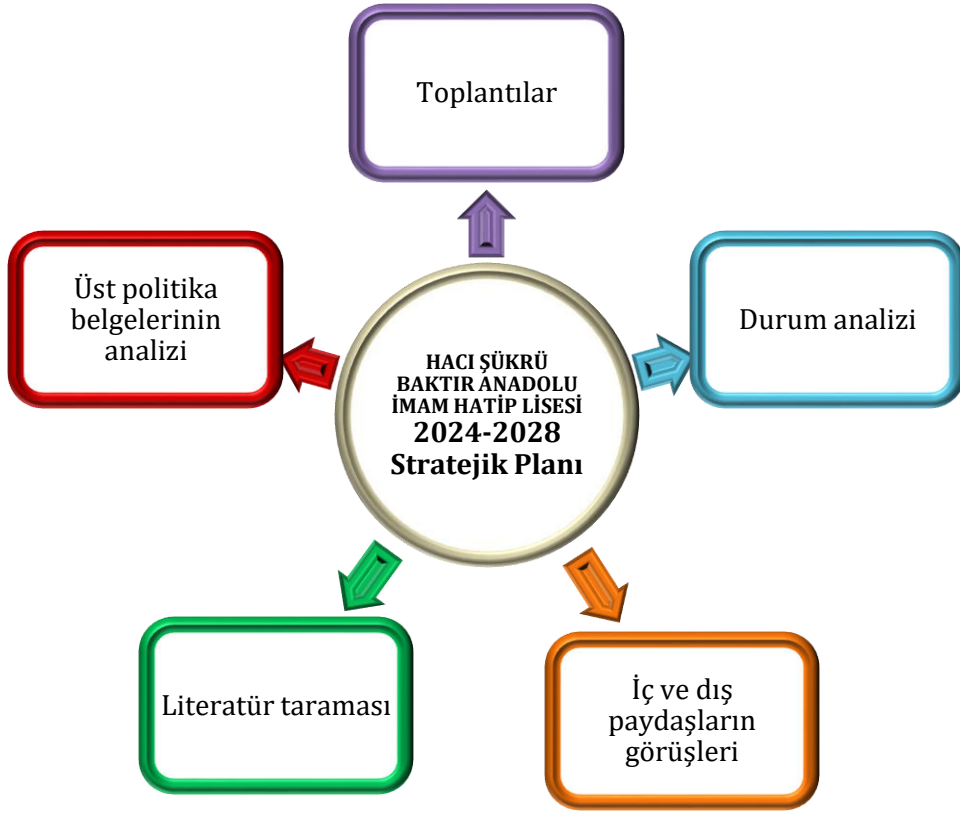 Toplantılar
Üst politika
belgelerinin
analizi
Durum analizi
HACI ŞÜKRÜ
BAKTIR ANADOLU
İMAM HATİP LİSESİ
2024-2028
Stratejik Planı
Literatür taraması
İç ve dış
paydaşların
görüşleri